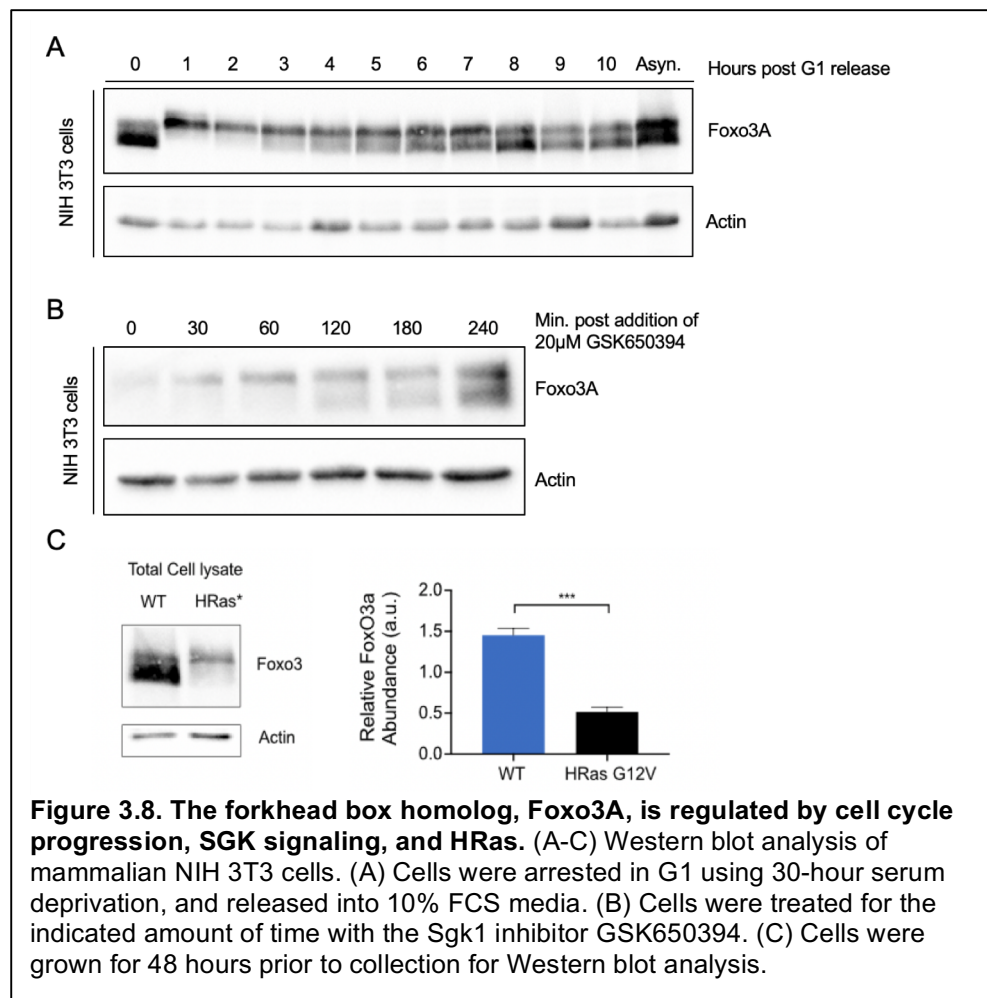 A
0 1 2 3 4 5 6 7 8 9 10 Asyn. Hours post G1 release
NIH 3T3 cells
Foxo3A
Actin
B
0 30 60 120 180 240 Min. post addition of
20µM GSK650394
NIH 3T3 cells
Foxo3A
Actin
C
Total Cell lysate
WT HRas*
Foxo3
Actin
Relative FoxO3a
Abundance (a.u.)
2.0
1.5
1.0
0.5
0.0
***
WT HRas G12V
Figure 3.8. The forkhead box homolog, Foxo3A, is regulated by cell cycle
progression, SGK signaling, and HRas. (A-C) Western blot analysis of
mammalian NIH 3T3 cells. (A) Cells were arrested in G1 using 30-hour serum
deprivation, and released into 10% FCS media. (B) Cells were treated for the
indicated amount of time with the Sgk1 inhibitor GSK650394. (C) Cells were
grown for 48 hours prior to collection for Western blot analysis.